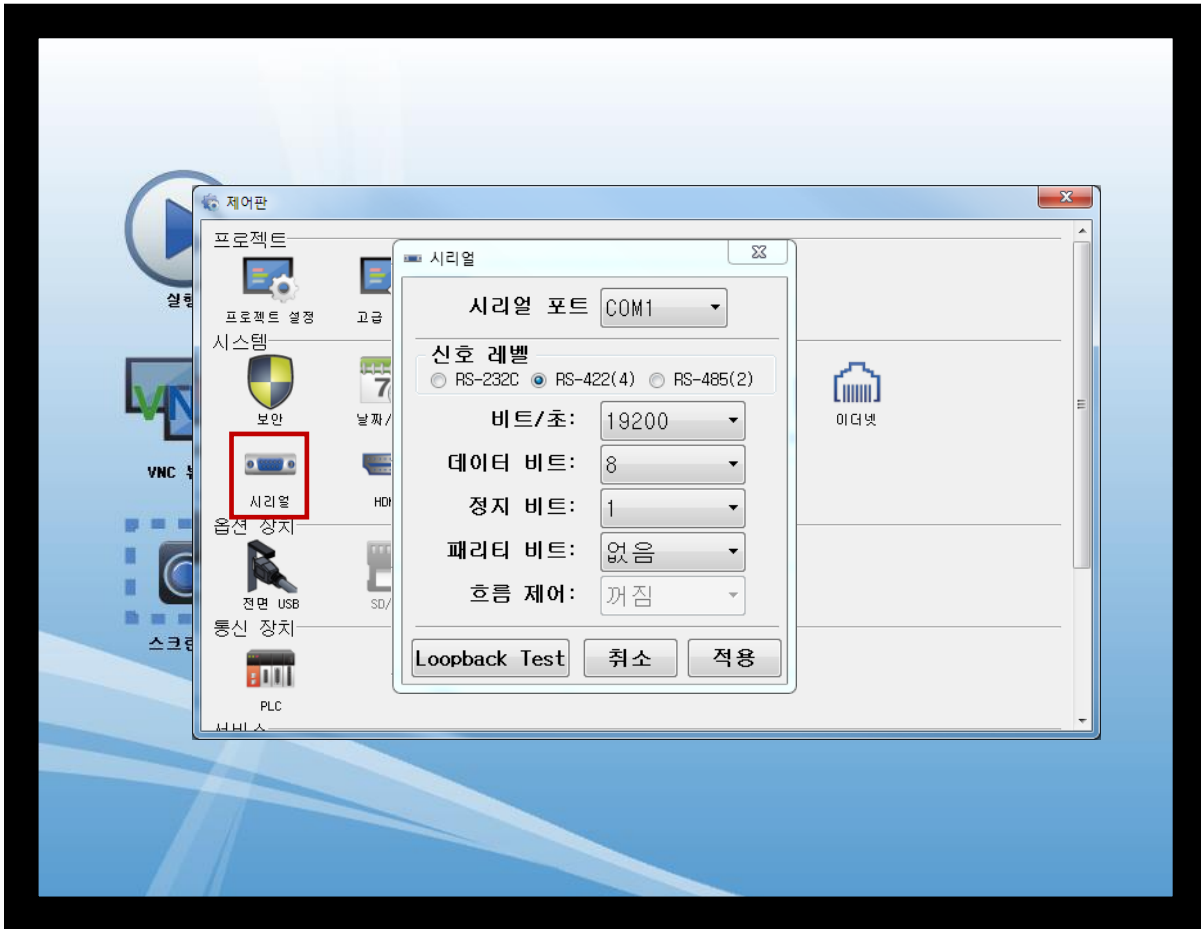 제어판
프로젝트
시리얼
시리얼 포트 COM1
프로젝트 설정 고급
시스템
신호 레벨
RS-232C RS-422(4) RS-485(2)
보안 날짜/ 이더넷
비트/초: 19200
VNC
데이터 비트: 8
시리얼
정지 비트: 1
옵션 장치
패리티 비트: 없음
전면 USB SD/
흐름 제어: 꺼짐
통신 장치
Loopback Test 취소 적용
PLC
서비스